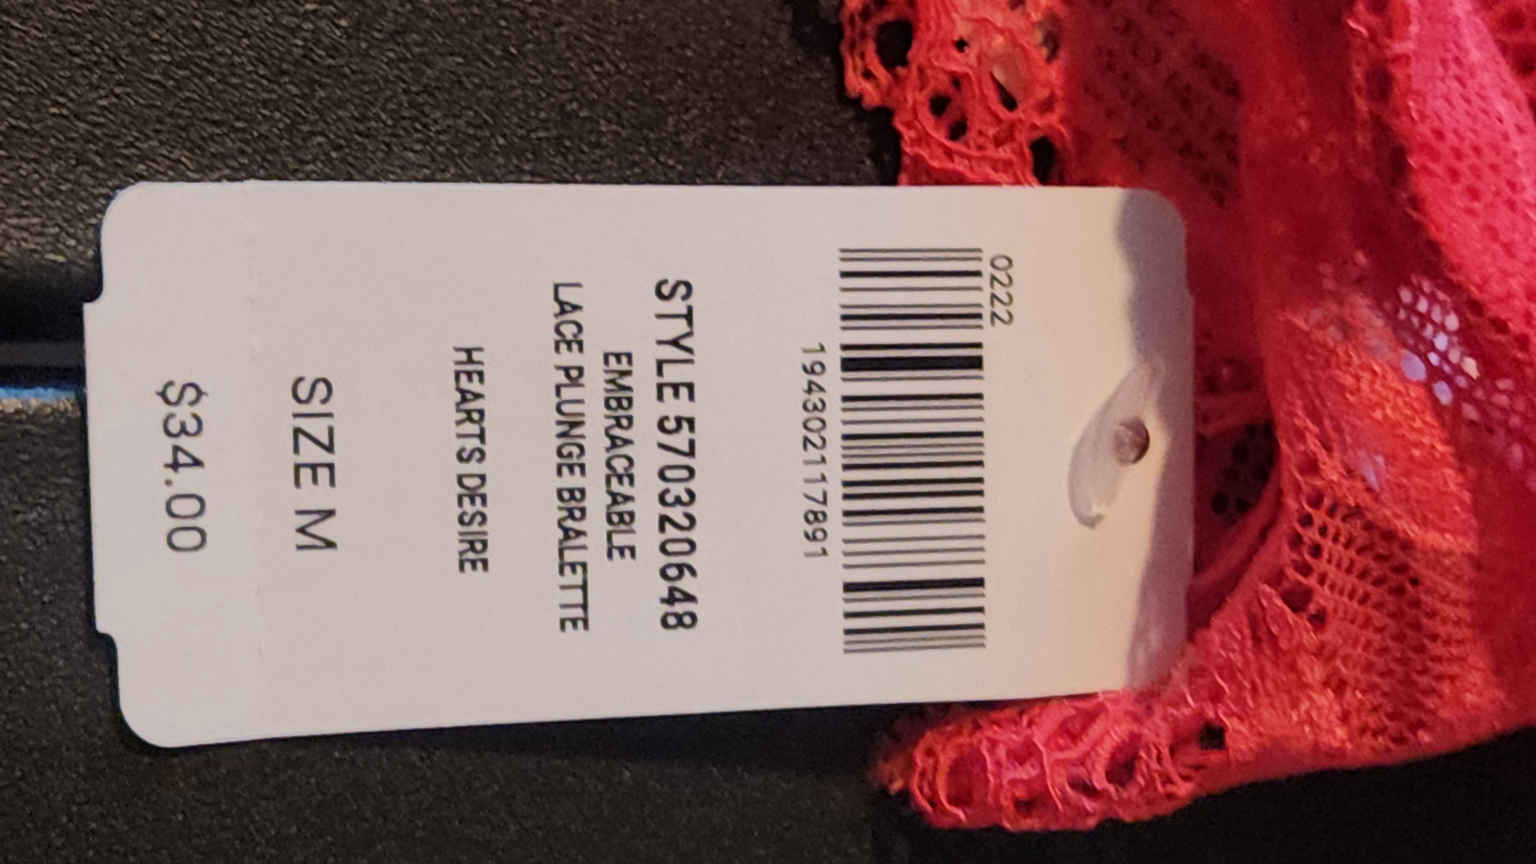 0222
194302117891
STYLE 570320648
EMBRACEABLE
LACE PLUNGE BRALETTE
HEARTS DESIRE
SIZE M
$34.00